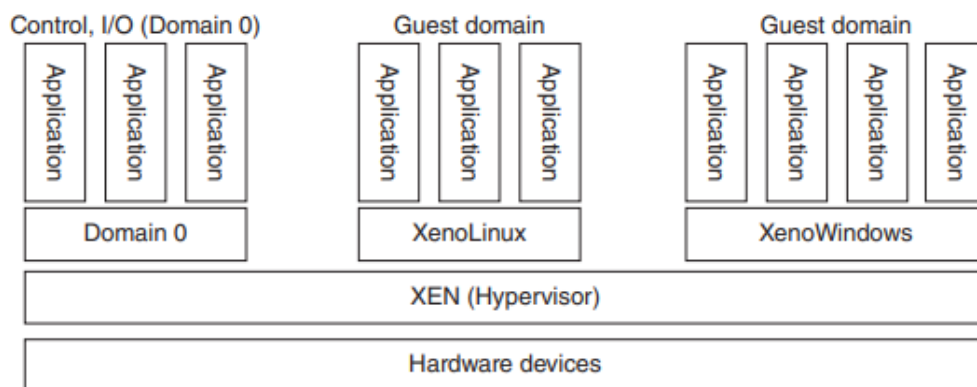 Control, I/O (Domain 0)
Guest domain
Guest domain
Application
Application
Application
Application
Application
Application
Application
Application
Application
Application
Domain 0
XenoLinux
XenoWindows
XEN (Hypervisor)
Hardware devices